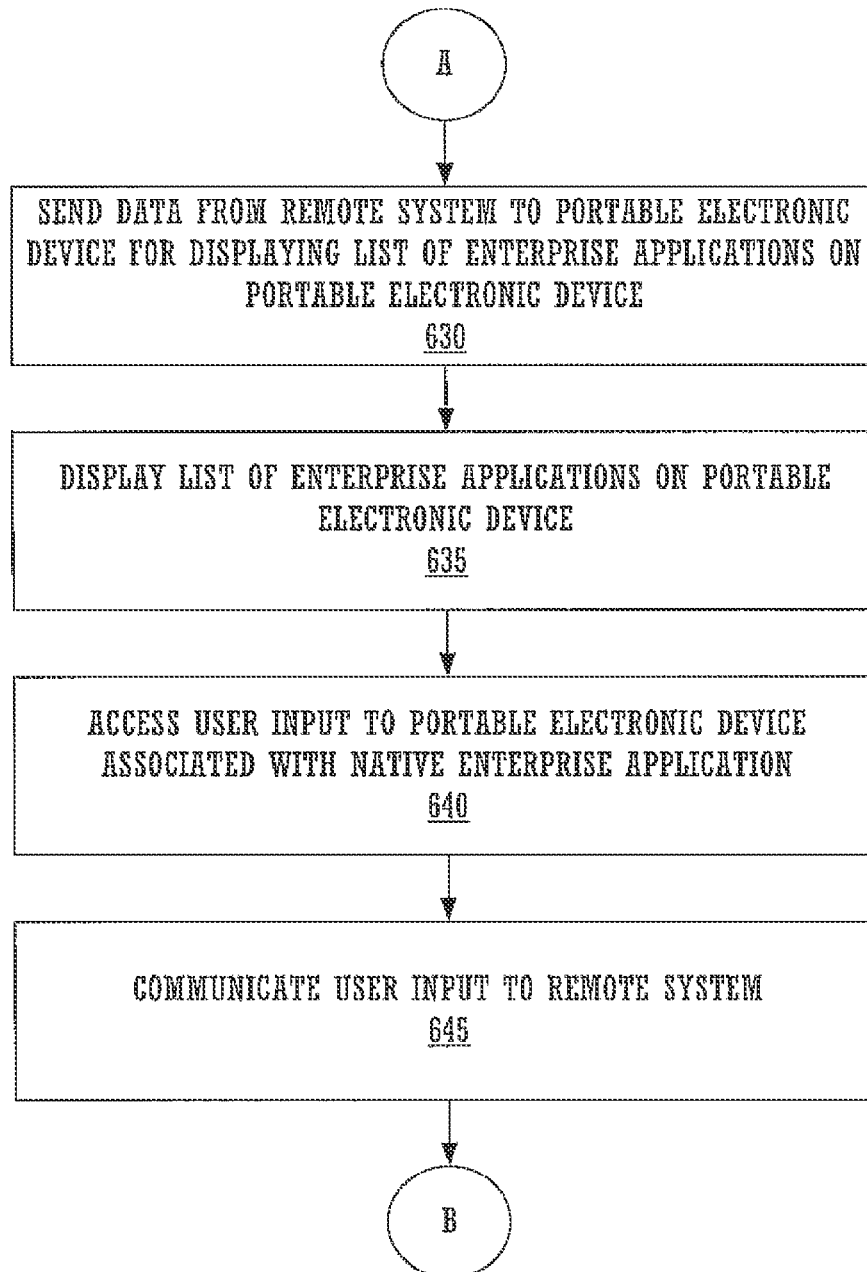 A
SEND DATA FROM REMOTE SYSTEM TO PORTABLE ELECTRONIC
DEVICE FOR DISPLAYING LIST OF ENTERPRISE APPLICATIONS ON
PORTABLE ELECTRONIC DEVICE
630
DISPLAY LIST OF ENTERPRISE APPLICATIONS ON PORTABLE
ELECTRONIC DEVICE
635
ACCESS USER INPUT TO PORTABLE ELECTRONIC DEVICE
ASSOCIATED WITH NATIVE ENTERPRISE APPLICATION
640
COMMUNICATE USER INPUT TO REMOTE SYSTEM
645
B